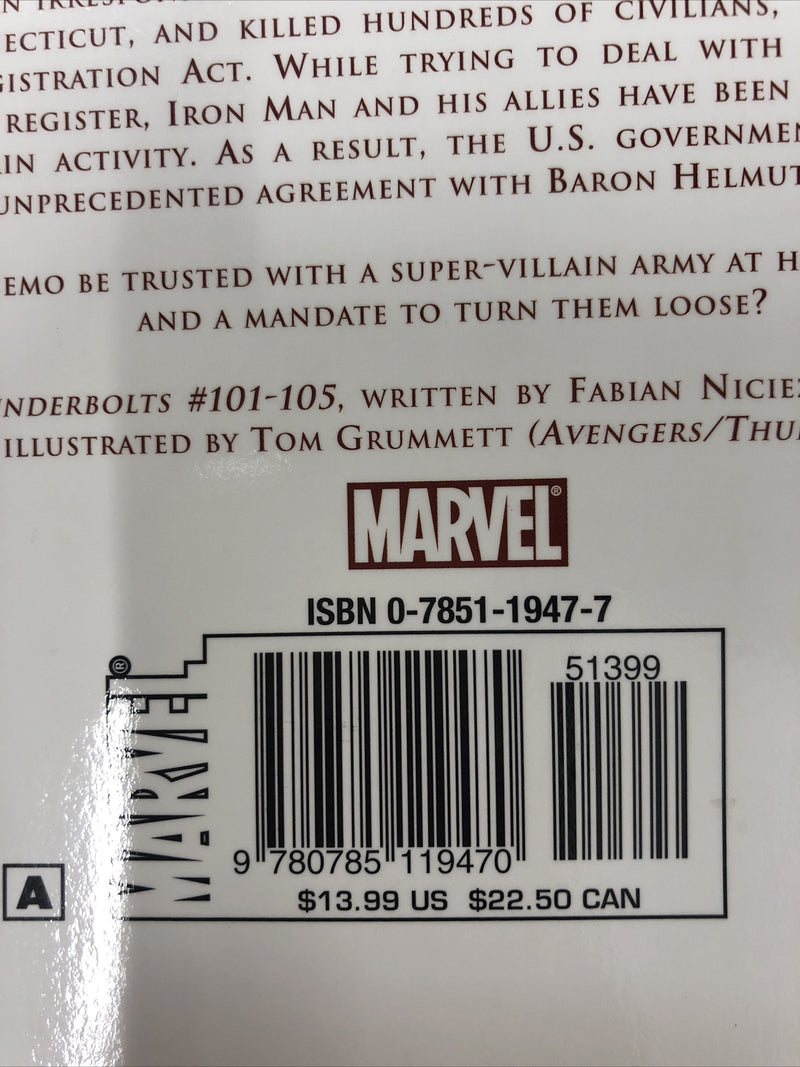 N IRRESPON
ECTICUT, AND KILLED HUNDREDS OF CIVILIANS,
GISTRATION ACT. WHILE TRYING TO DEAL WITH
REGISTER, IRON MAN AND HIS ALLIES HAVE BEEN
IN ACTIVITY. AS A RESULT, THE U.S. GOVERNMEN
UNPRECEDENTED AGREEMENT WITH BARON HELMUT
EMO BE TRUSTED WITH A SUPER-VILLAIN ARMY AT H
AND A MANDATE TO TURN THEM LOOSE?
NDERBOLTS #101-105, WRITTEN BY FABIAN NICIEZ
ILLUSTRATED BY TOM GRUMMETT (AVENGERS/THU
MARVEL®
ISBN 0-7851-1947-7
MARVEL®
51399
9 780785 119470
$13.99 US $22.50 CAN
A